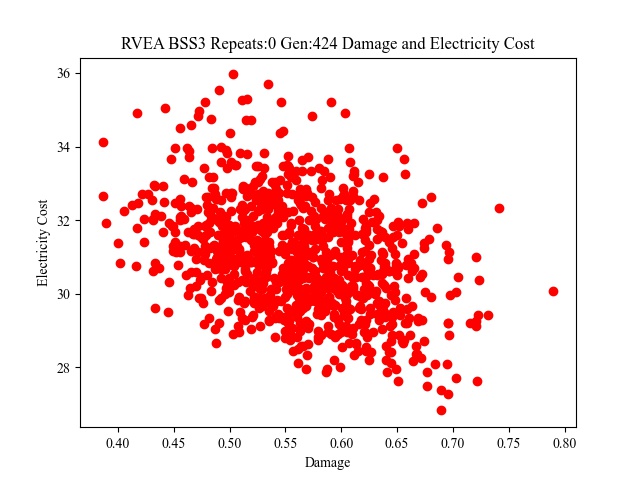 RVEA BSS3 Repeats:0 Gen:424 Damage and Electricity Cost
36
34
32
30
28
Electricity Cost
0.40 0.45 0.50 0.55 0.60 0.65 0.70 0.75 0.80
Damage